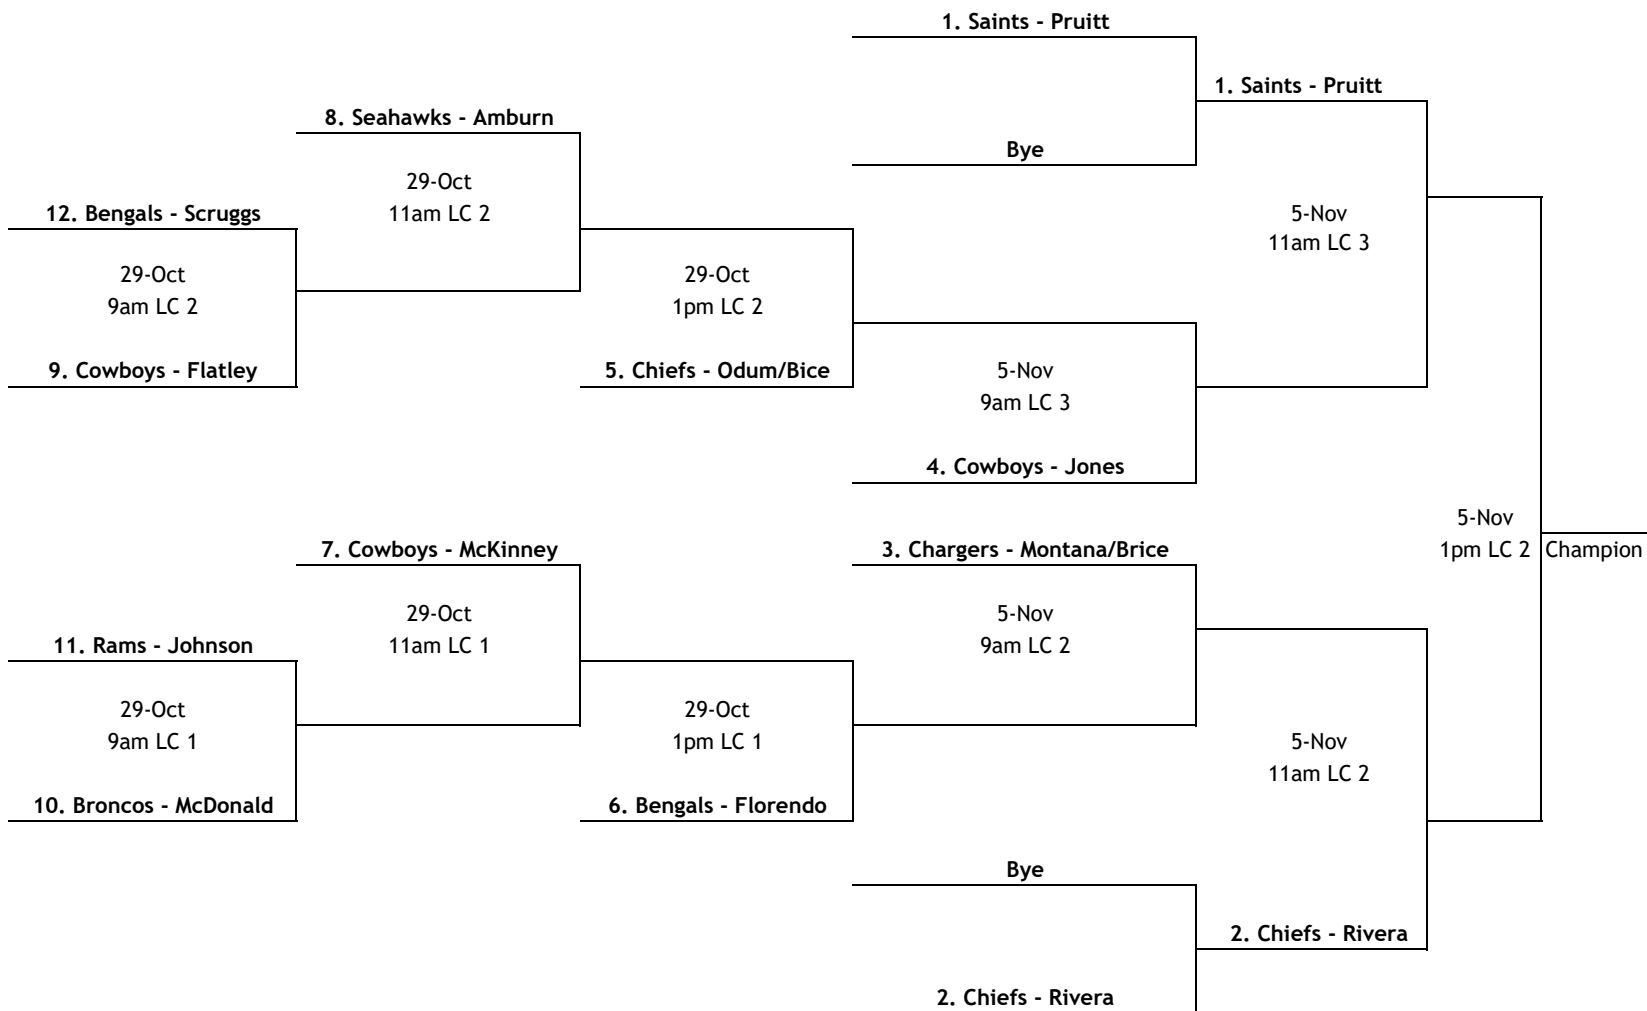 1. Saints - Pruitt
1. Saints - Pruitt
8. Seahawks - Amburn
Bye
29-Oct
11am LC 2
12. Bengals - Scruggs
5-Nov
11am LC 3
29-Oct
9am LC 2
29-Oct
1pm LC 2
9. Cowboys - Flatley
5. Chiefs - Odum/Bice
5-Nov
9am LC 3
4. Cowboys - Jones
5-Nov
1pm LC 2
Champion
7. Cowboys - McKinney
3. Chargers - Montana/Brice
29-Oct
11am LC 1
5-Nov
9am LC 2
11. Rams - Johnson
29-Oct
9am LC 1
29-Oct
1pm LC 1
5-Nov
11am LC 2
10. Broncos - McDonald
6. Bengals - Florendo
Bye
2. Chiefs - Rivera
2. Chiefs - Rivera